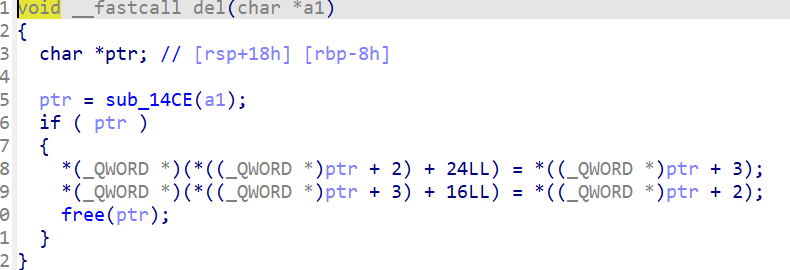 1 void __fastcall del(char *a1)
2 {
3 char *ptr; // [rsp+18h] [rbp-8h]
4
5 ptr = sub_14CE(a1);
6 if ( ptr )
7 {
8 *(_QWORD *)(*((_QWORD *)ptr + 2) + 24LL) = *((_QWORD *)ptr + 3);
9 *(_QWORD *)(*((_QWORD *)ptr + 3) + 16LL) = *((_QWORD *)ptr + 2);
0 free(ptr);
1 }
2 }